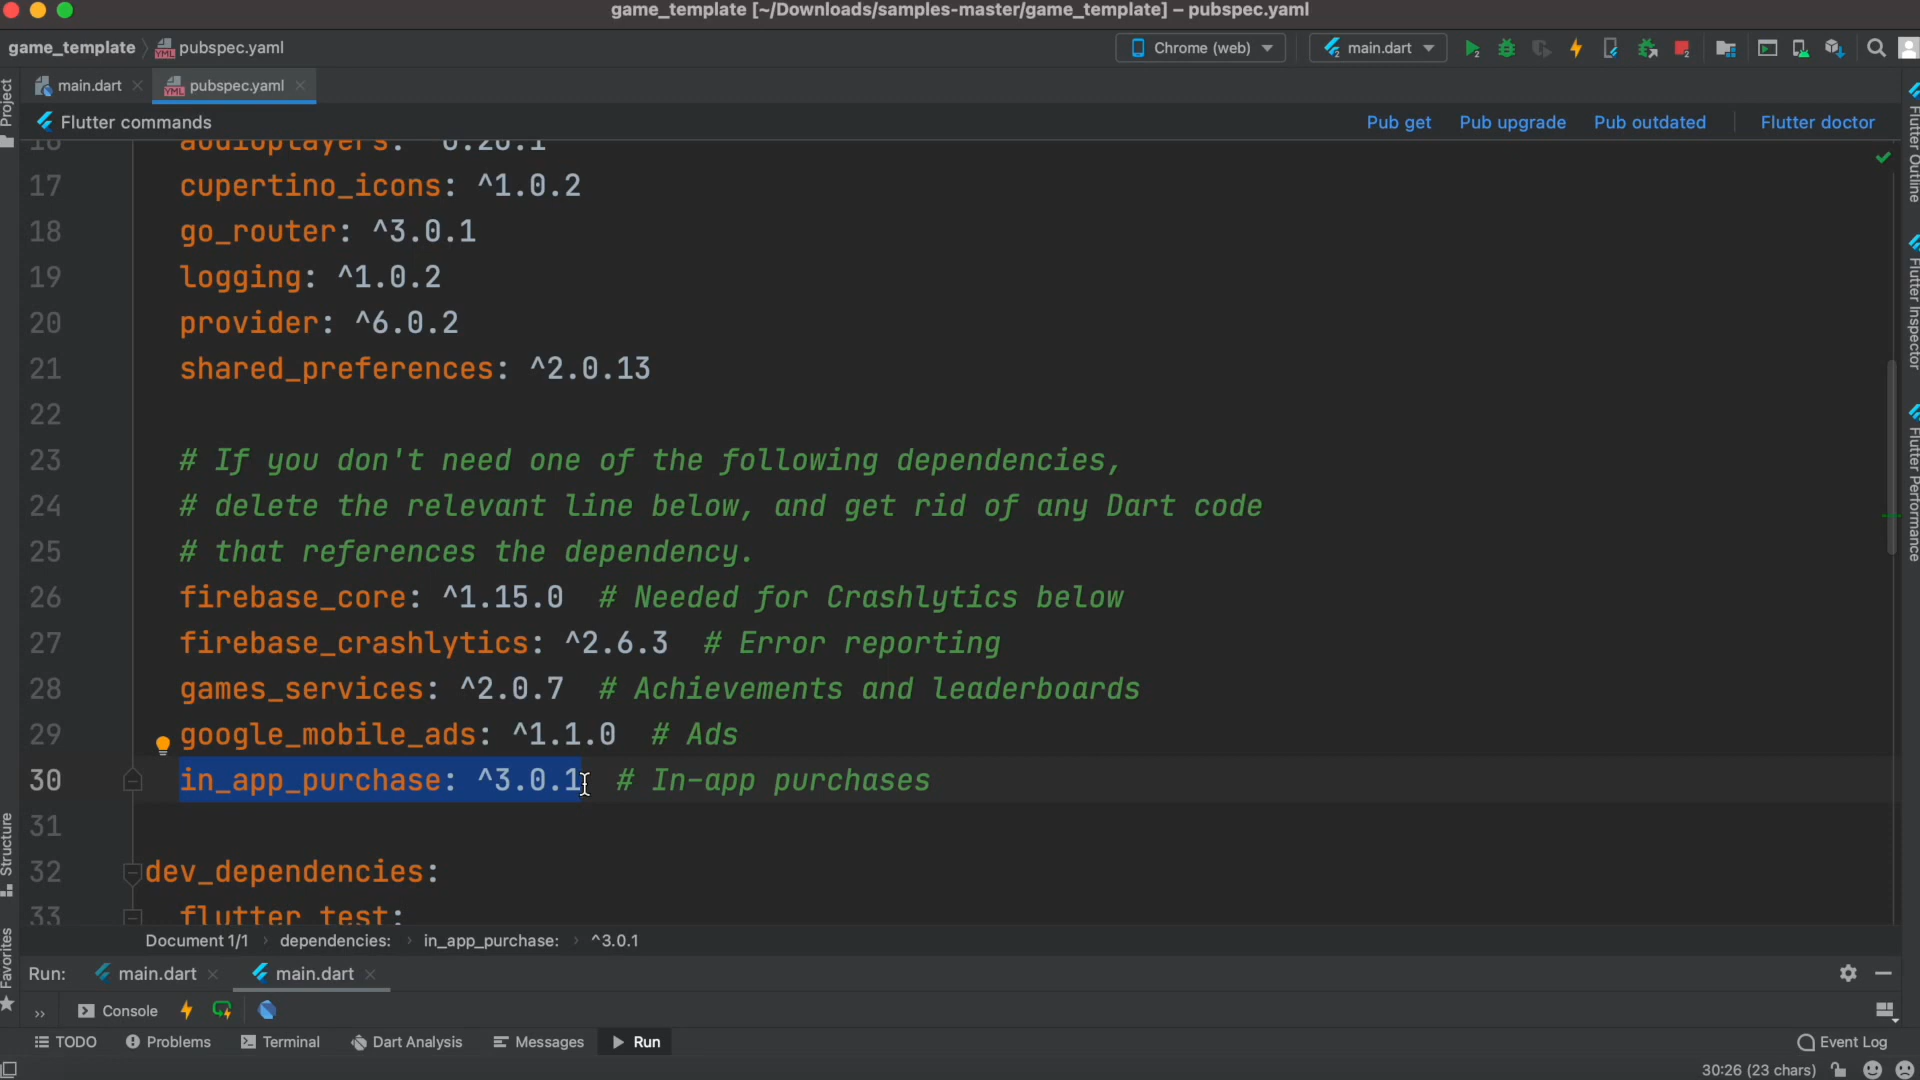 game_template [~/Downloads/samples-master/game_template] – pubspec.yaml
game_template pubspec.yaml Chrome (web) main.dart
main.dart pubspec.yaml
Flutter commands Pub get Pub upgrade Pub outdated Flutter doctor
16 audioplayers: ^0.20.1
17 cupertino_icons: ^1.0.2
18 go_router: ^3.0.1
19 logging: ^1.0.2
20 provider: ^6.0.2
21 shared_preferences: ^2.0.13
22
23 # If you don't need one of the following dependencies,
24 # delete the relevant line below, and get rid of any Dart code
25 # that references the dependency.
26 firebase_core: ^1.15.0  # Needed for Crashlytics below
27 firebase_crashlytics: ^2.6.3  # Error reporting
28 games_services: ^2.0.7  # Achievements and leaderboards
29 google_mobile_ads: ^1.1.0  # Ads
30 in_app_purchase: ^3.0.1  # In-app purchases
31
32 dev_dependencies:
33 flutter_test:
Document 1/1 dependencies: in_app_purchase: ^3.0.1
Run: main.dart main.dart
Console
TODO Problems Terminal Dart Analysis Messages Run Event Log
30:26 (23 chars)
Project
Structure
Favorites
Flutter Outline
Flutter Inspector
Flutter Performance